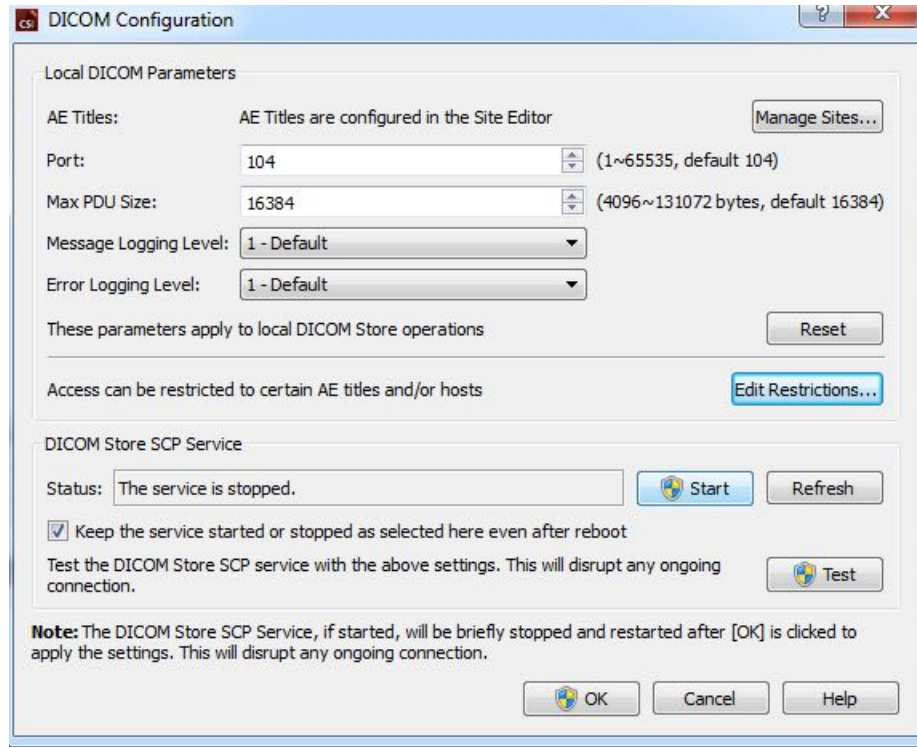 CSI DICOM Configuration ? X
Local DICOM Parameters
AE Titles: AE Titles are configured in the Site Editor Manage Sites...
Port: 104 (1~65535, default 104)
Max PDU Size: 16384 (4096~131072 bytes, default 16384)
Message Logging Level: 1 - Default
Error Logging Level: 1 - Default
These parameters apply to local DICOM Store operations Reset
Access can be restricted to certain AE titles and/or hosts Edit Restrictions...
DICOM Store SCP Service
Status: The service is stopped. Start Refresh
Keep the service started or stopped as selected here even after reboot
Test the DICOM Store SCP service with the above settings. This will disrupt any ongoing
connection. Test
Note: The DICOM Store SCP Service, if started, will be briefly stopped and restarted after [OK] is clicked to
apply the settings. This will disrupt any ongoing connection.
OK Cancel Help